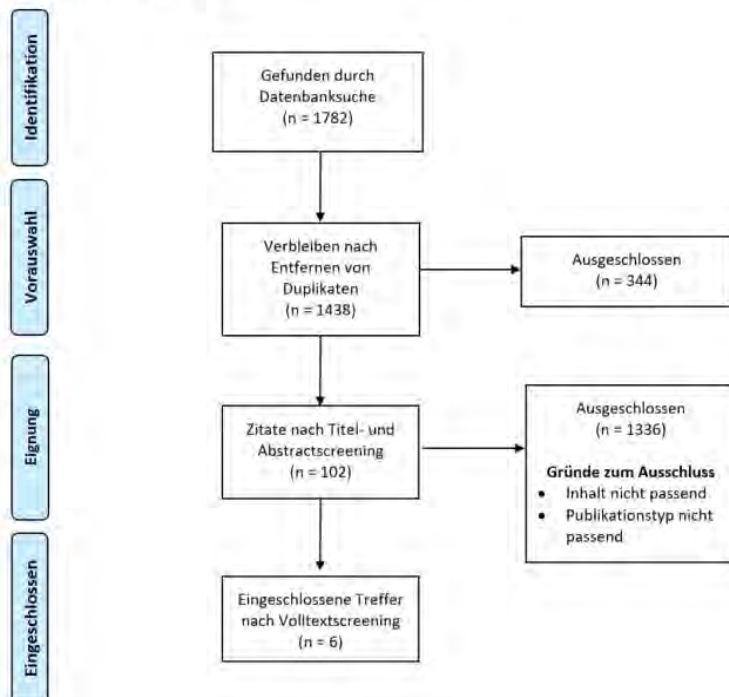 Identifikation
Gefunden durch
Datenbanksuche
(n = 1782)
Vorauswahl
Verbleiben nach
Entfernen von
Duplikaten
(n = 1438)
Ausgeschlossen
(n = 344)
Eignung
Zitate nach Titel- und
Abstractscreening
(n = 102)
Ausgeschlossen
(n = 1336)
Gründe zum Ausschluss
• Inhalt nicht passend
• Publikationstyp nicht
passend
Eingeschlossen
Eingeschlossene Treffer
nach Volltextscreening
(n = 6)